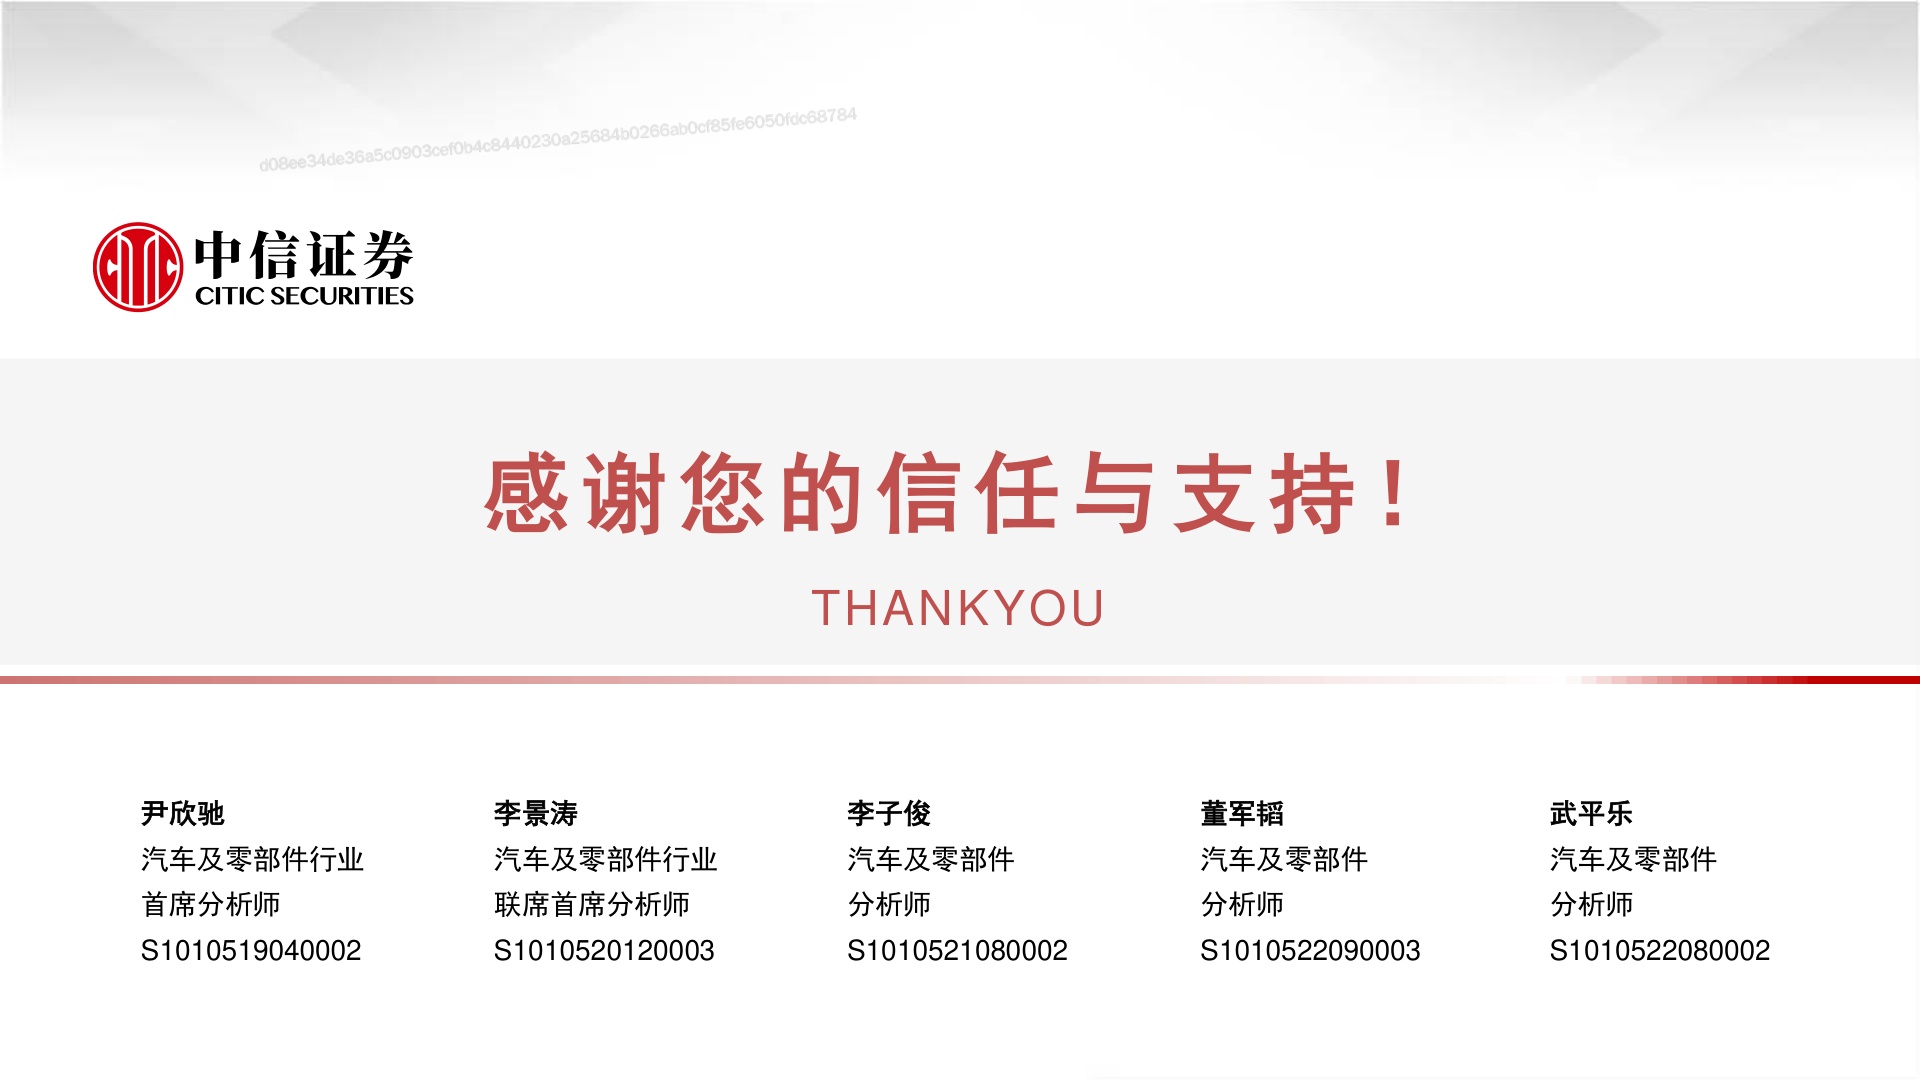 d08ee34de36a5c0903cef0b4c8440230a25684b0266ab0cf85fe6050fdc68784
中信证券
CITIC SECURITIES
感谢您的信任与支持！
THANKYOU
尹欣驰
汽车及零部件行业
首席分析师
S1010519040002
李景涛
汽车及零部件行业
联席首席分析师
S1010520120003
李子俊
汽车及零部件
分析师
S1010521080002
董军韬
汽车及零部件
分析师
S1010522090003
武平乐
汽车及零部件
分析师
S1010522080002